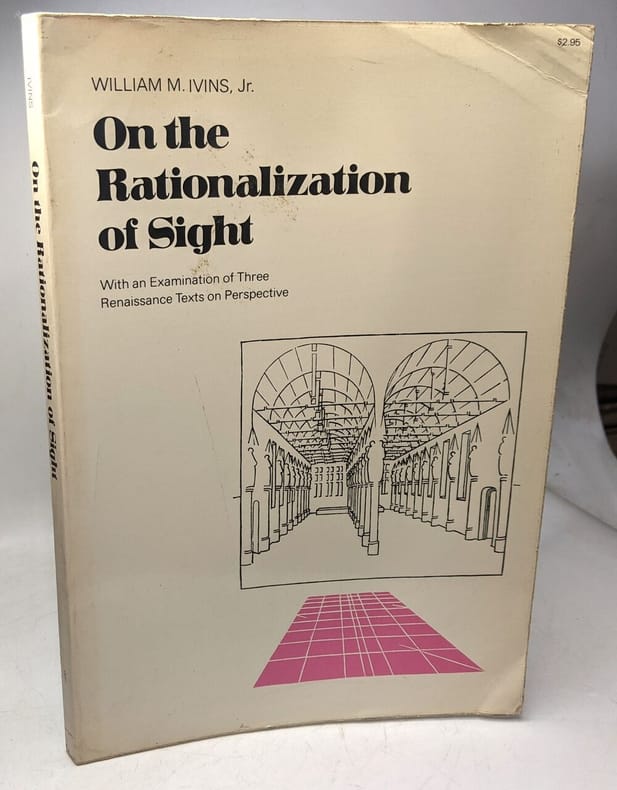 $2.95
WILLIAM M. IVINS, Jr.
On the
Rationalization
of Sight
With an Examination of Three
Renaissance Texts on Perspective
IVINS
On the Rationalization of Sight